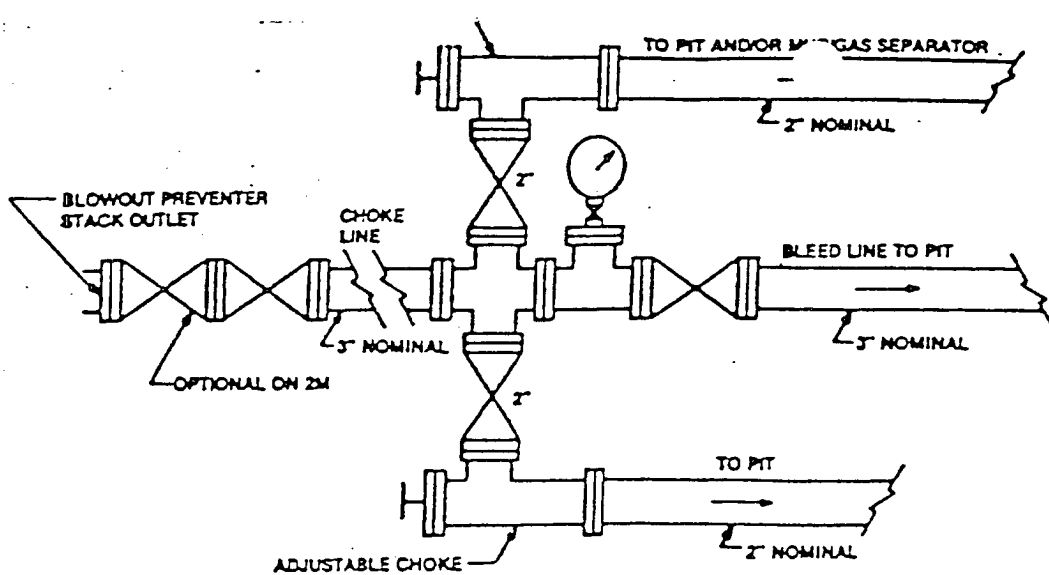 TO PIT AND/OR GAS SEPARATOR
2" NOMINAL
2"
BLOWOUT PREVENTER
STACK OUTLET
CHOKE
LINE
BLEED LINE TO PIT
3" NOMINAL
3" NOMINAL
OPTIONAL ON 2M
2"
TO PIT
2" NOMINAL
ADJUSTABLE CHOKE